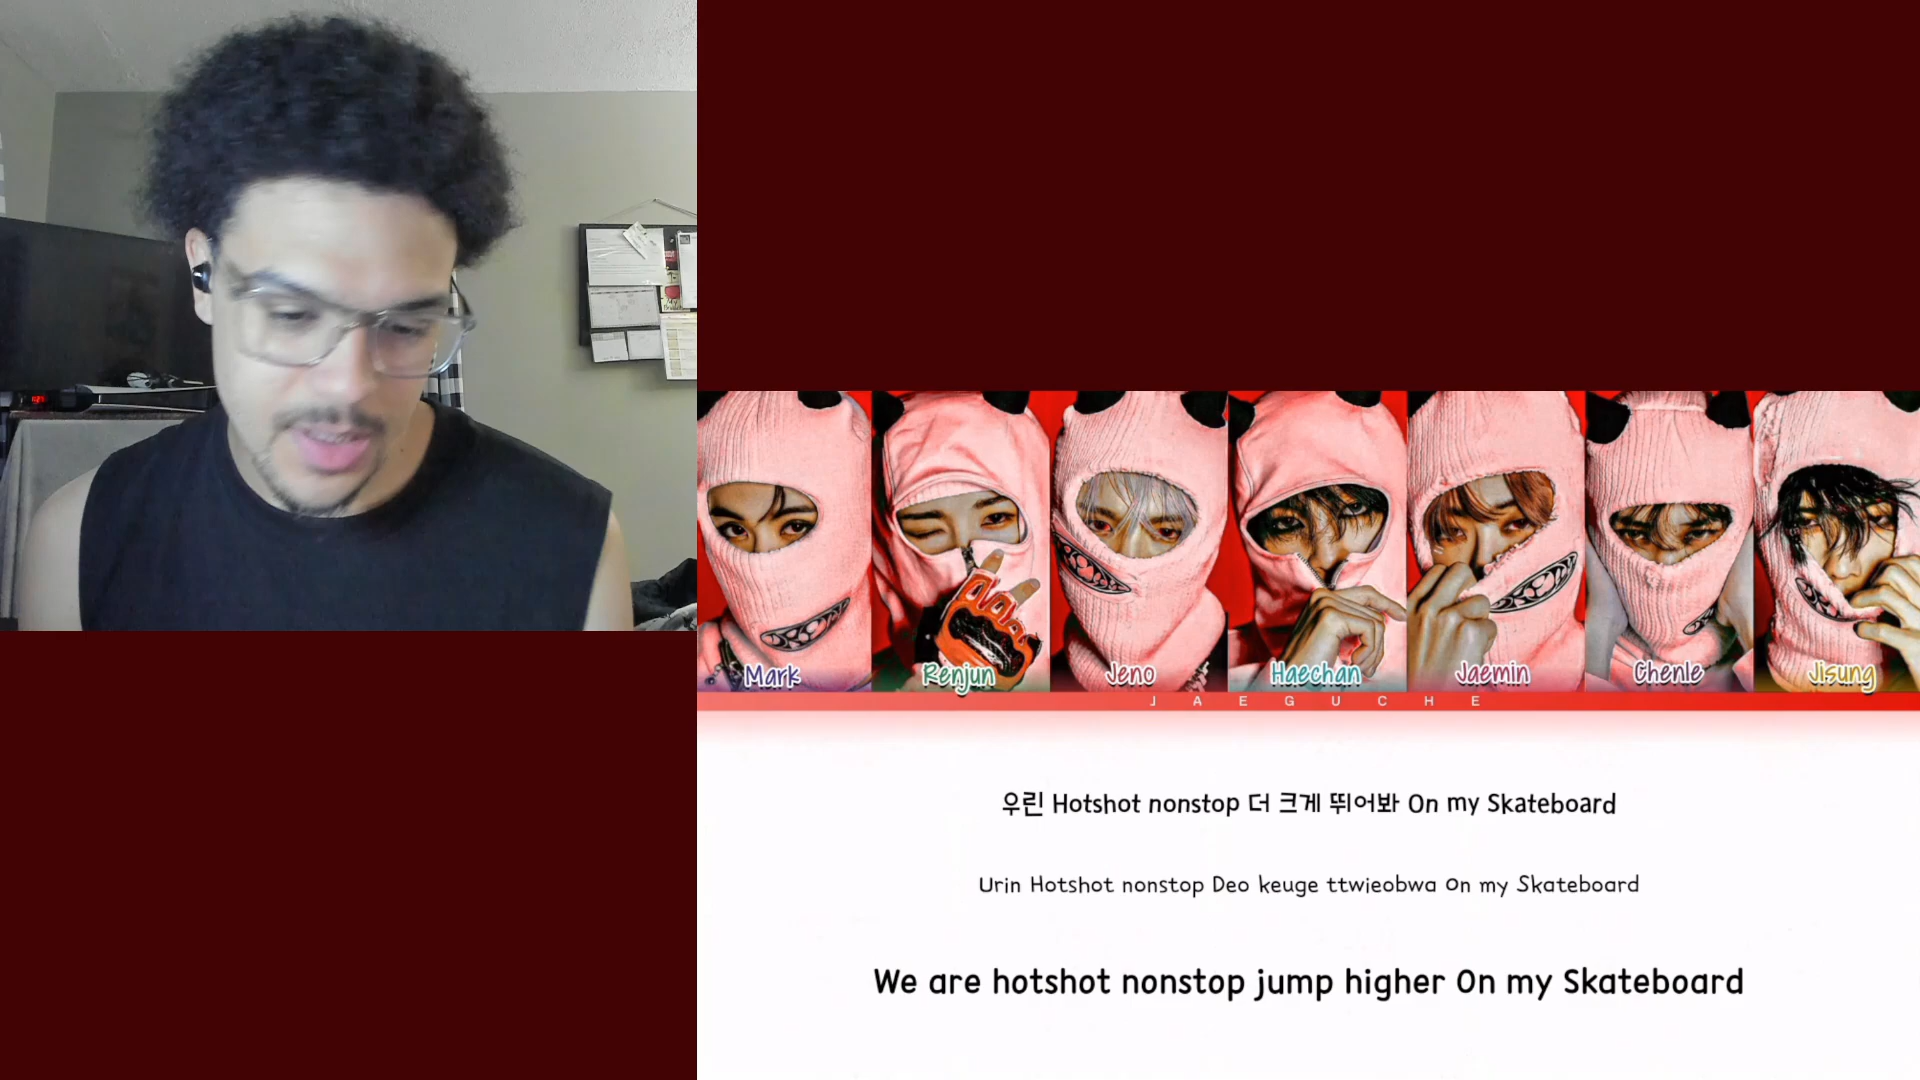 Mark Renjun Jeno Haechan Jaemin Chenle Jisung
JAEGUCHE
우린 Hotshot nonstop 더 크게 뛰어봐 On my Skateboard
Urin Hotshot nonstop Deo keuge ttwieobwa On my Skateboard
We are hotshot nonstop jump higher On my Skateboard